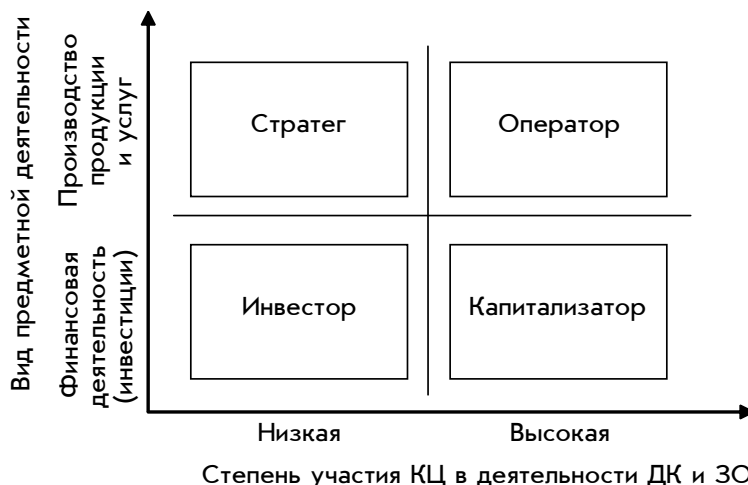 Вид предметной деятельности
Производство
продукции
и услуг
Финансовая
деятельность
(инвестиции)
Стратег
Оператор
Инвестор
Капитализатор
Низкая
Высокая
Степень участия КЦ в деятельности ДК и ЗО